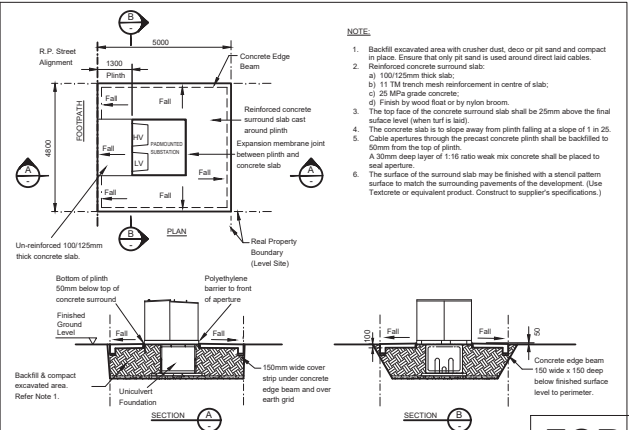 B
-
5000
R.P. Street
Alignment
1300
Plinth
Concrete Edge
Beam
Fall
Fall
Reinforced concrete
surround slab cast
around plinth
FOOTPATH
4800
HV
PADMOUNTED
SUBSTATION
LV
Fall
Expansion membrane joint
between plinth and
concrete slab
A
-
A
-
Fall
Fall
Fall
B
-
PLAN
Un-reinforced 100/125mm
thick concrete slab.
Real Property
Boundary
(Level Site)
NOTE:
1. Backfill excavated area with crusher dust, deco or pit sand and compact
in place. Ensure that only pit sand is used around direct laid cables.
2. Reinforced concrete surround slab:
a) 100/125mm thick slab;
b) 11 TM trench mesh reinforcement in centre of slab;
c) 25 MPa grade concrete;
d) Finish by wood float or by nylon broom.
3. The top face of the concrete surround slab shall be 25mm above the final
suface level (when turf is laid).
4. The concrete slab is to slope away from plinth falling at a slope of 1 in 25.
5. Cable apertures through the precast concrete plinth shall be backfilled to
50mm from the top of plinth.
A 30mm deep layer of 1:16 ratio weak mix concrete shall be placed to
seal aperture.
6. The surface of the surround slab may be finished with a stencil pattern
surface to match the surrounding pavements of the development. (Use
Textcrete or equivalent product. Construct to supplier's specifications.)
Bottom of plinth
50mm below top of
concrete surround
Polyethylene
barrier to front
of aperture
Finished
Ground
Level
Fall
Fall
Backfill & compact
excavated area.
Refer Note 1.
Uniculvert
Foundation
150mm wide cover
strip under concrete
edge beam and over
earth grid
SECTION
A
-
100
Fall
Fall
50
Concrete edge beam
150 wide x 150 deep
below finished surface
level to perimeter.
SECTION
B
-